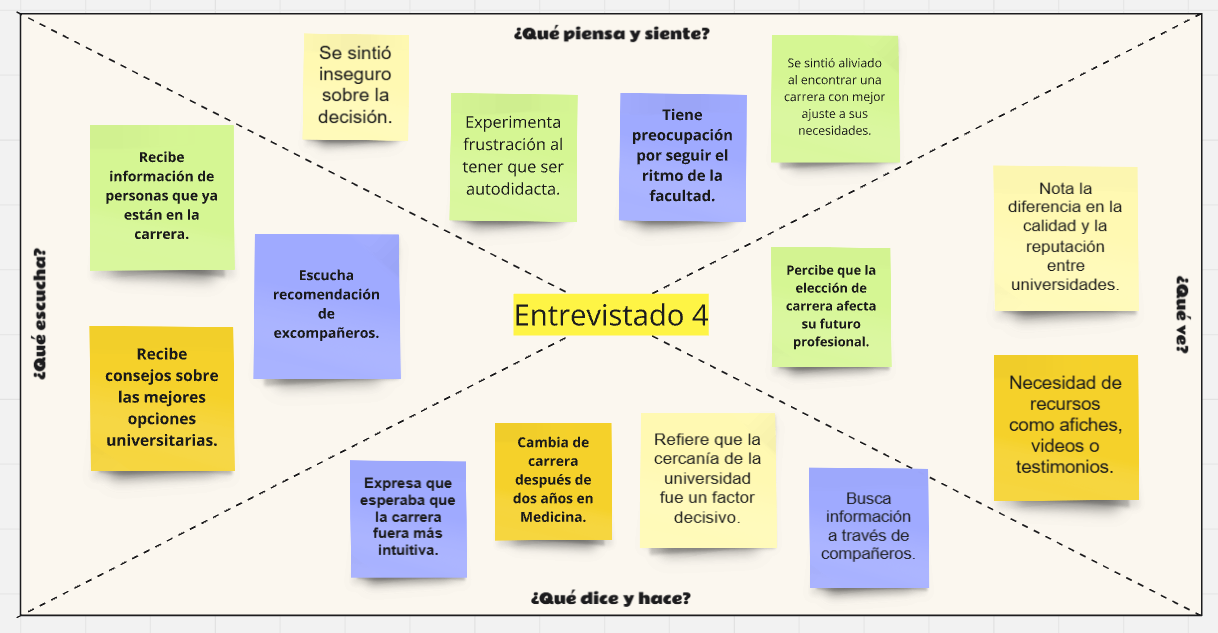 ¿Qué piensa y siente?
Se sintió
inseguro
sobre la
decisión.
Experimenta
frustración al
tener que ser
autodidacta.
Tiene
preocupación
por seguir el
ritmo de la
facultad.
Se sintió aliviado
al encontrar una
carrera con mejor
ajuste a sus
necesidades.
¿Qué escucha?
Recibe
información de
personas que ya
están en la
carrera.
Escucha
recomendación
de
excompañeros.
Recibe
consejos sobre
las mejores
opciones
universitarias.
Entrevistado 4
¿Qué ve?
Nota la
diferencia en la
calidad y la
reputación
entre
universidades.
Percibe que la
elección de
carrera afecta
su futuro
profesional.
Necesidad de
recursos
como afiches,
videos o
testimonios.
Expresa que
esperaba que
la carrera
fuera más
intuitiva.
Cambia de
carrera
después de
dos años en
Medicina.
Refiere que la
cercanía de la
universidad
fue un factor
decisivo.
Busca
información
a través de
compañeros.
¿Qué dice y hace?